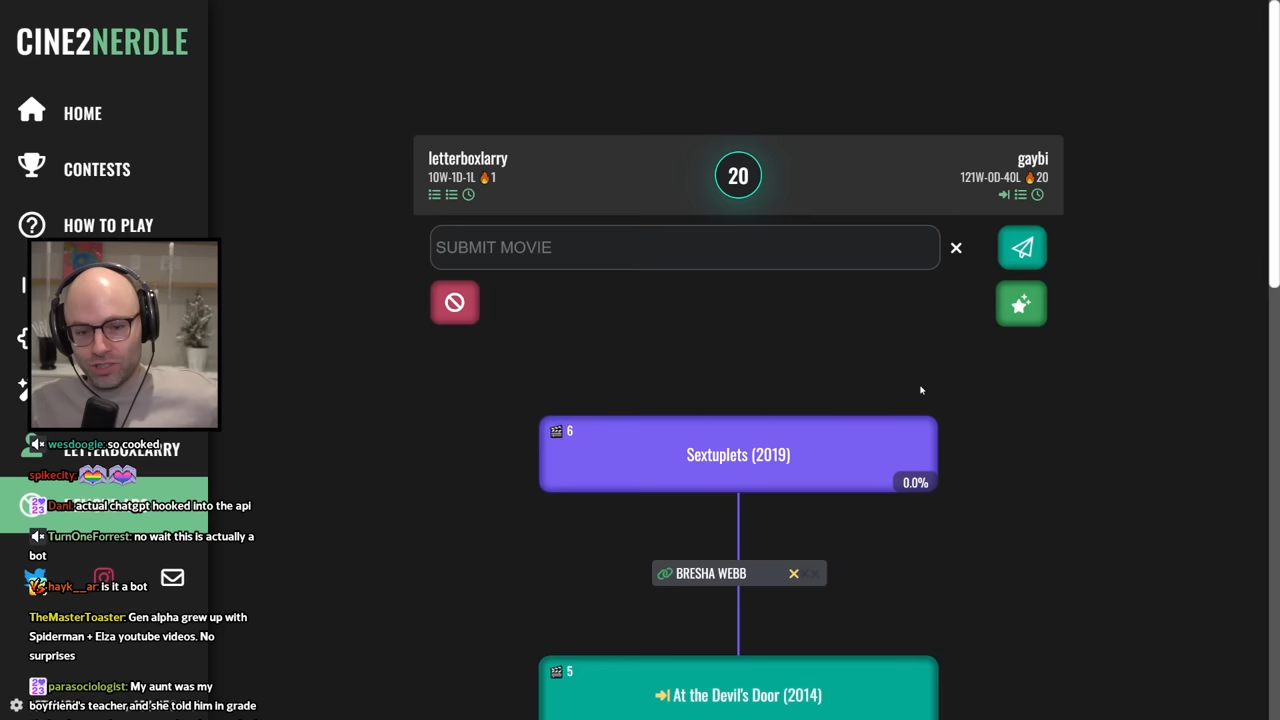 CINE2NERDLE
HOME
CONTESTS
HOW TO PLAY
letterboxlarry
10W-1D-1L 🔥1
20
gaybi
121W-0D-40L 🔥20
SUBMIT MOVIE
6
Sextuplets (2019)
0.0%
BRESHA WEBB
5
At the Devil's Door (2014)
LETTERBOXLARRY
wesdoogie: so cooked
spikecity:
Danl: actual chatgpt hooked into the api
TurnOneForrest: no wait this is actually a
bot
hayk__ar: is it a bot
TheMasterToaster: Gen alpha grew up with
Spiderman + Elza youtube videos. No
surprises
parasociologist: My aunt was my
boyfriend's teacher and she told him in grade